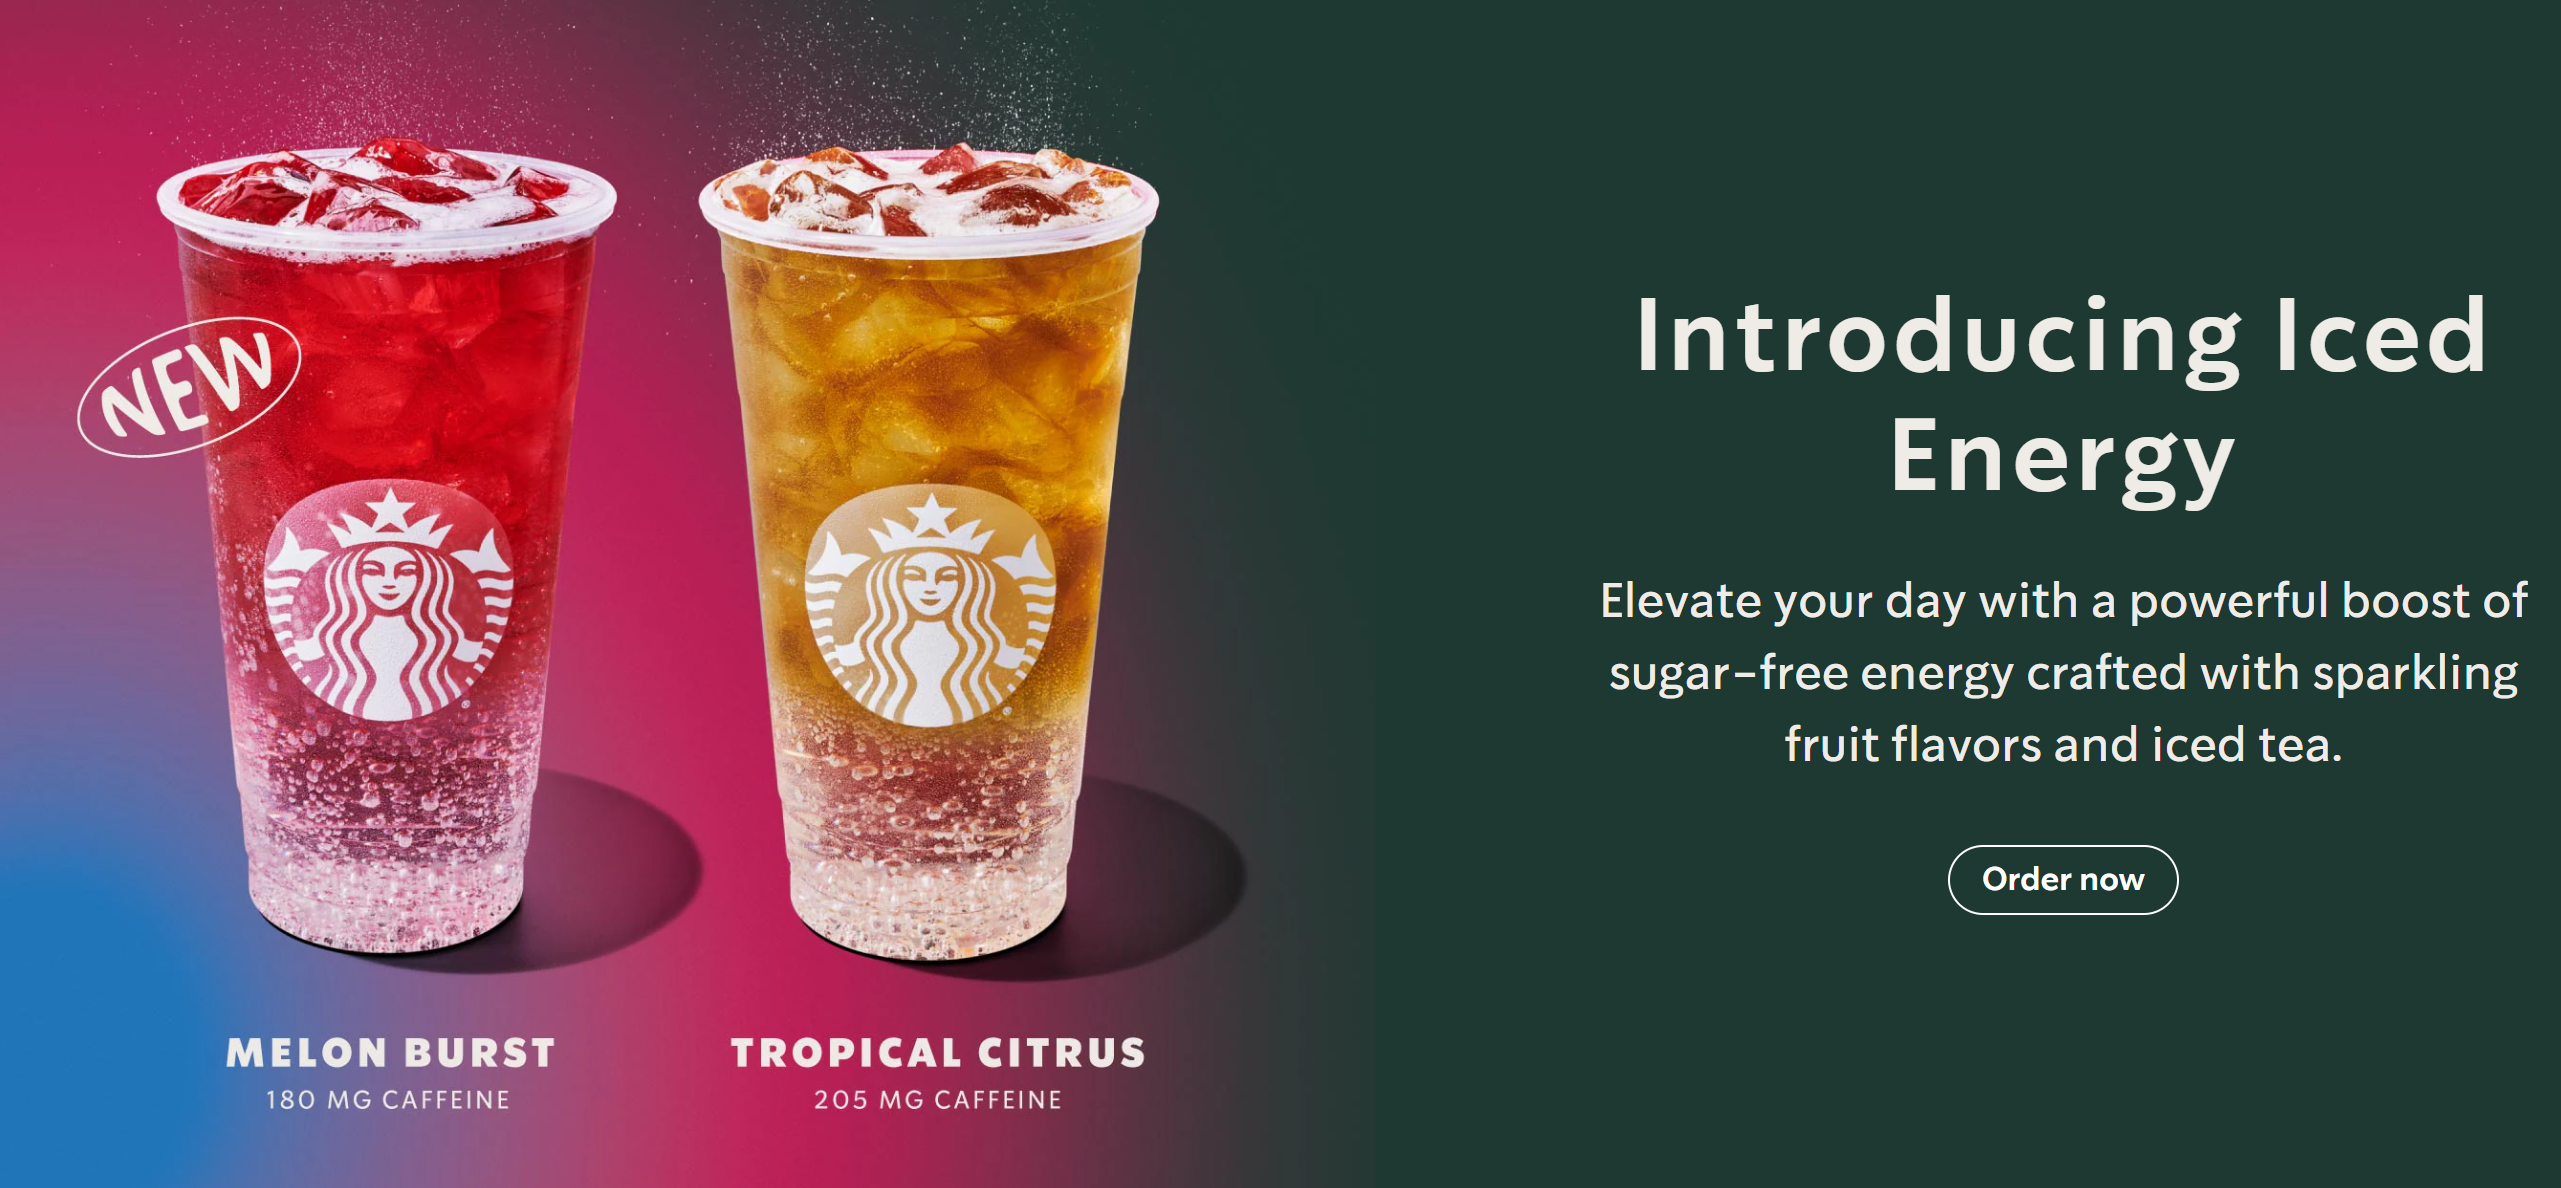 NEW
MELON BURST
180 MG CAFFEINE
TROPICAL CITRUS
205 MG CAFFEINE
Introducing Iced
Energy
Elevate your day with a powerful boost of
sugar-free energy crafted with sparkling
fruit flavors and iced tea.
Order now